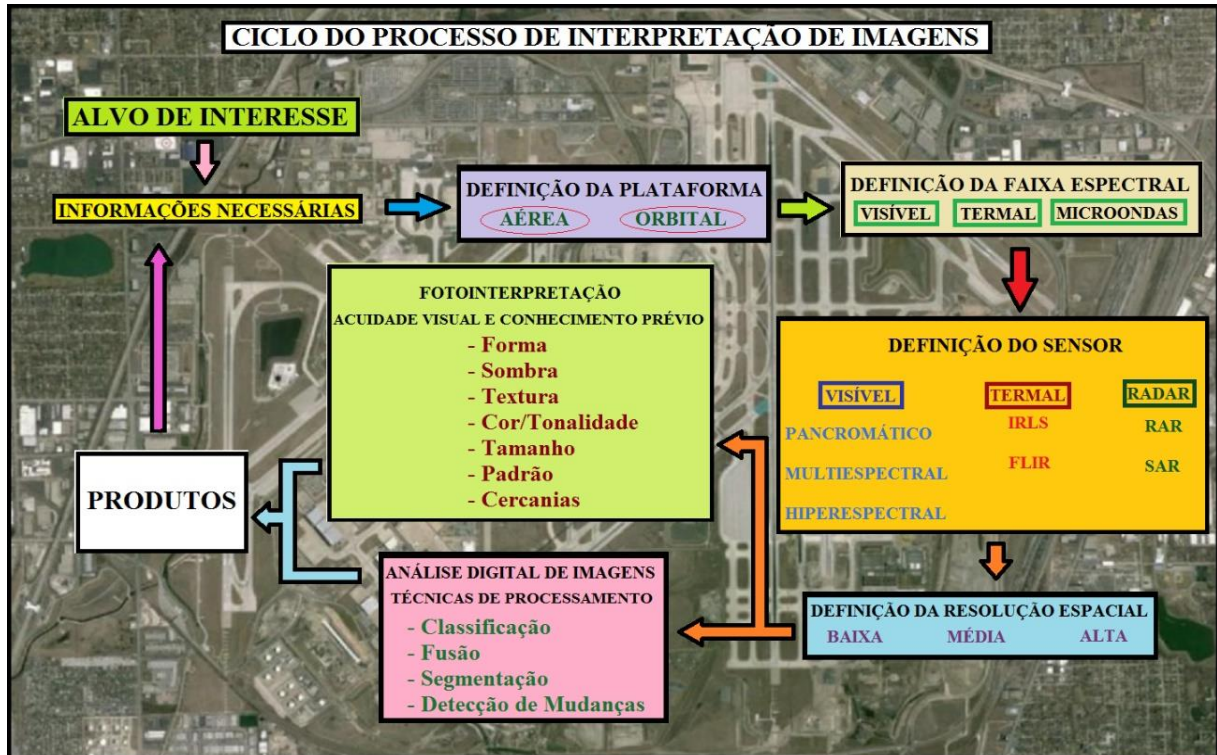 CICLO DO PROCESSO DE INTERPRETAÇÃO DE IMAGENS
ALVO DE INTERESSE
INFORMAÇÕES NECESSÁRIAS
DEFINIÇÃO DA PLATAFORMA
AÉREA ORBITAL
DEFINIÇÃO DA FAIXA ESPECTRAL
VISÍVEL TERMAL MICROONDAS
DEFINIÇÃO DO SENSOR
VISÍVEL TERMAL RADAR
PANCROMÁTICO IRLS RAR
MULTIESPECTRAL FLIR SAR
HIPERESPECTRAL
DEFINIÇÃO DA RESOLUÇÃO ESPACIAL
BAIXA MÉDIA ALTA
FOTOINTERPRETAÇÃO
ACUIDADE VISUAL E CONHECIMENTO PRÉVIO
- Forma
- Sombra
- Textura
- Cor/Tonalidade
- Tamanho
- Padrão
- Cercanias
ANÁLISE DIGITAL DE IMAGENS
TÉCNICAS DE PROCESSAMENTO
- Classificação
- Fusão
- Segmentação
- Detecção de Mudanças
PRODUTOS